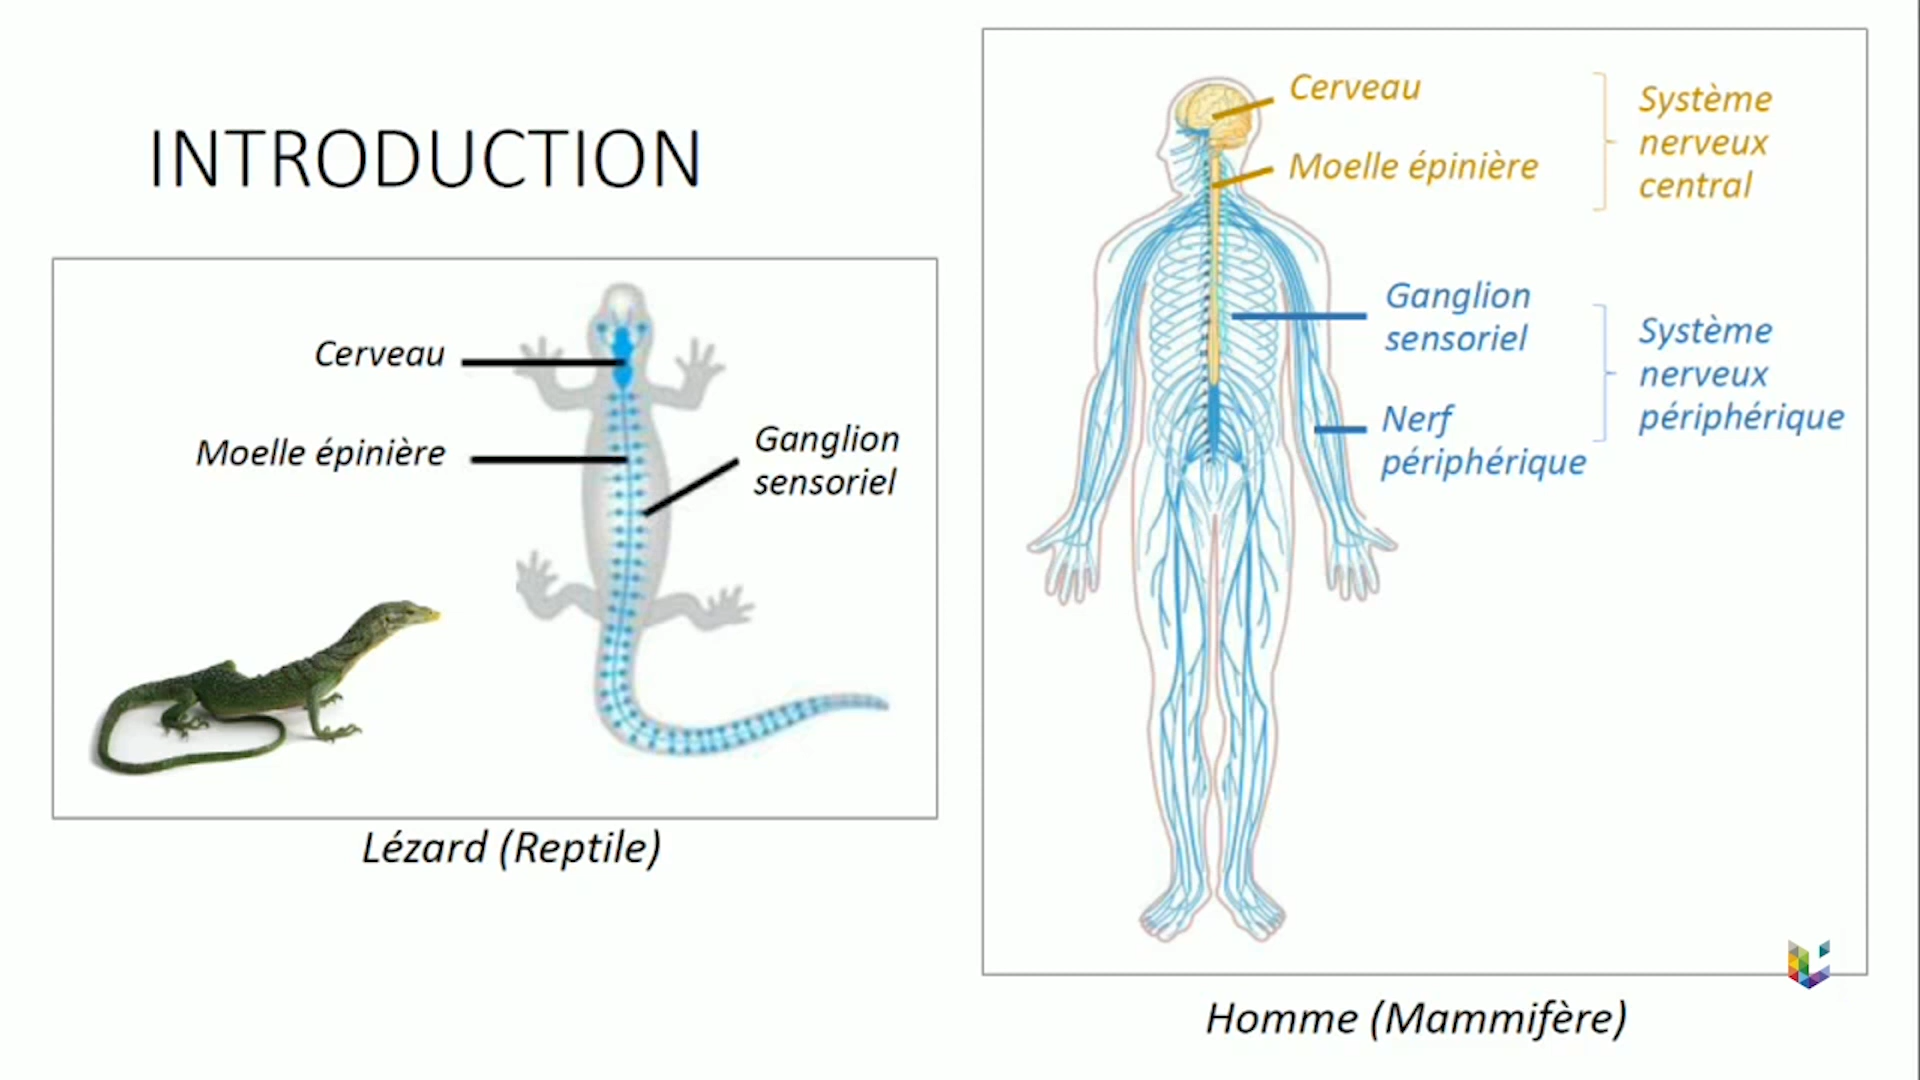 INTRODUCTION
Cerveau
Moelle épinière
Ganglion
sensoriel
Lézard (Reptile)
Cerveau
Moelle épinière
Système
nerveux
central
Ganglion
sensoriel
Nerf
périphérique
Système
nerveux
périphérique
Homme (Mammifère)